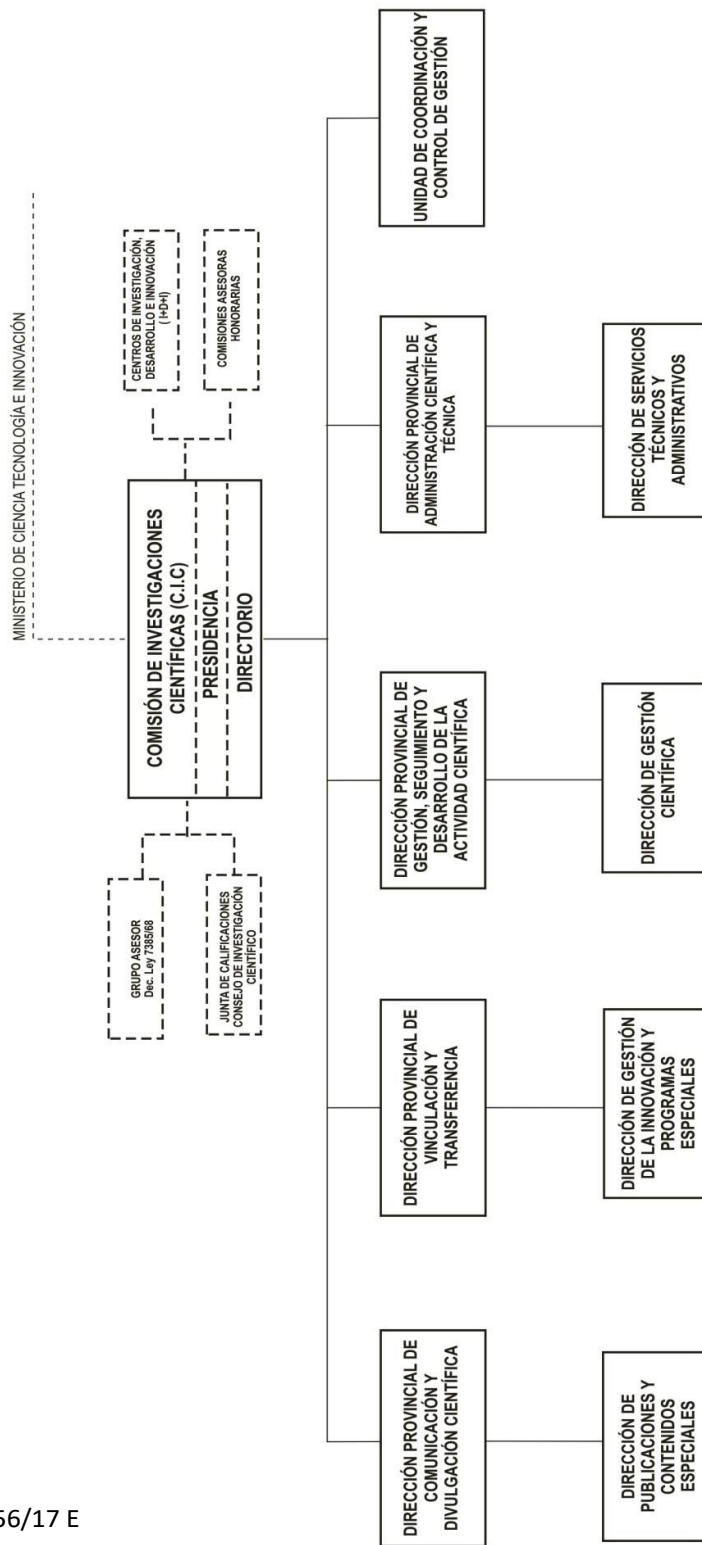 MINISTERIO DE CIENCIA TECNOLOGÍA E INNOVACIÓN
COMISIÓN DE INVESTIGACIONES
CIENTÍFICAS (C.I.C)
PRESIDENCIA
DIRECTORIO
GRUPO ASESOR
Dec. Ley 7385/68
JUNTA DE CALIFICACIONES
CONSEJO DE INVESTIGACIÓN
CIENTÍFICO
CENTROS DE INVESTIGACIÓN,
DESARROLLO E INNOVACIÓN
( I+D+I)
COMISIONES ASESORAS
HONORARIAS
DIRECCIÓN PROVINCIAL DE
COMUNICACIÓN Y
DIVULGACIÓN CIENTÍFICA
DIRECCIÓN PROVINCIAL DE
VINCULACIÓN Y
TRANSFERENCIA
DIRECCIÓN PROVINCIAL DE
GESTIÓN, SEGUIMIENTO Y
DESARROLLO DE LA
ACTIVIDAD CIENTÍFICA
DIRECCIÓN PROVINCIAL DE
ADMINISTRACIÓN CIENTÍFICA Y
TÉCNICA
UNIDAD DE COORDINACIÓN Y
CONTROL DE GESTIÓN
DIRECCIÓN DE
PUBLICACIONES Y
CONTENIDOS
ESPECIALES
DIRECCIÓN DE GESTIÓN
DE LA INNOVACIÓN Y
PROGRAMAS
ESPECIALES
DIRECCIÓN DE GESTIÓN
CIENTÍFICA
DIRECCIÓN DE SERVICIOS
TÉCNICOS Y
ADMINISTRATIVOS
56/17 E